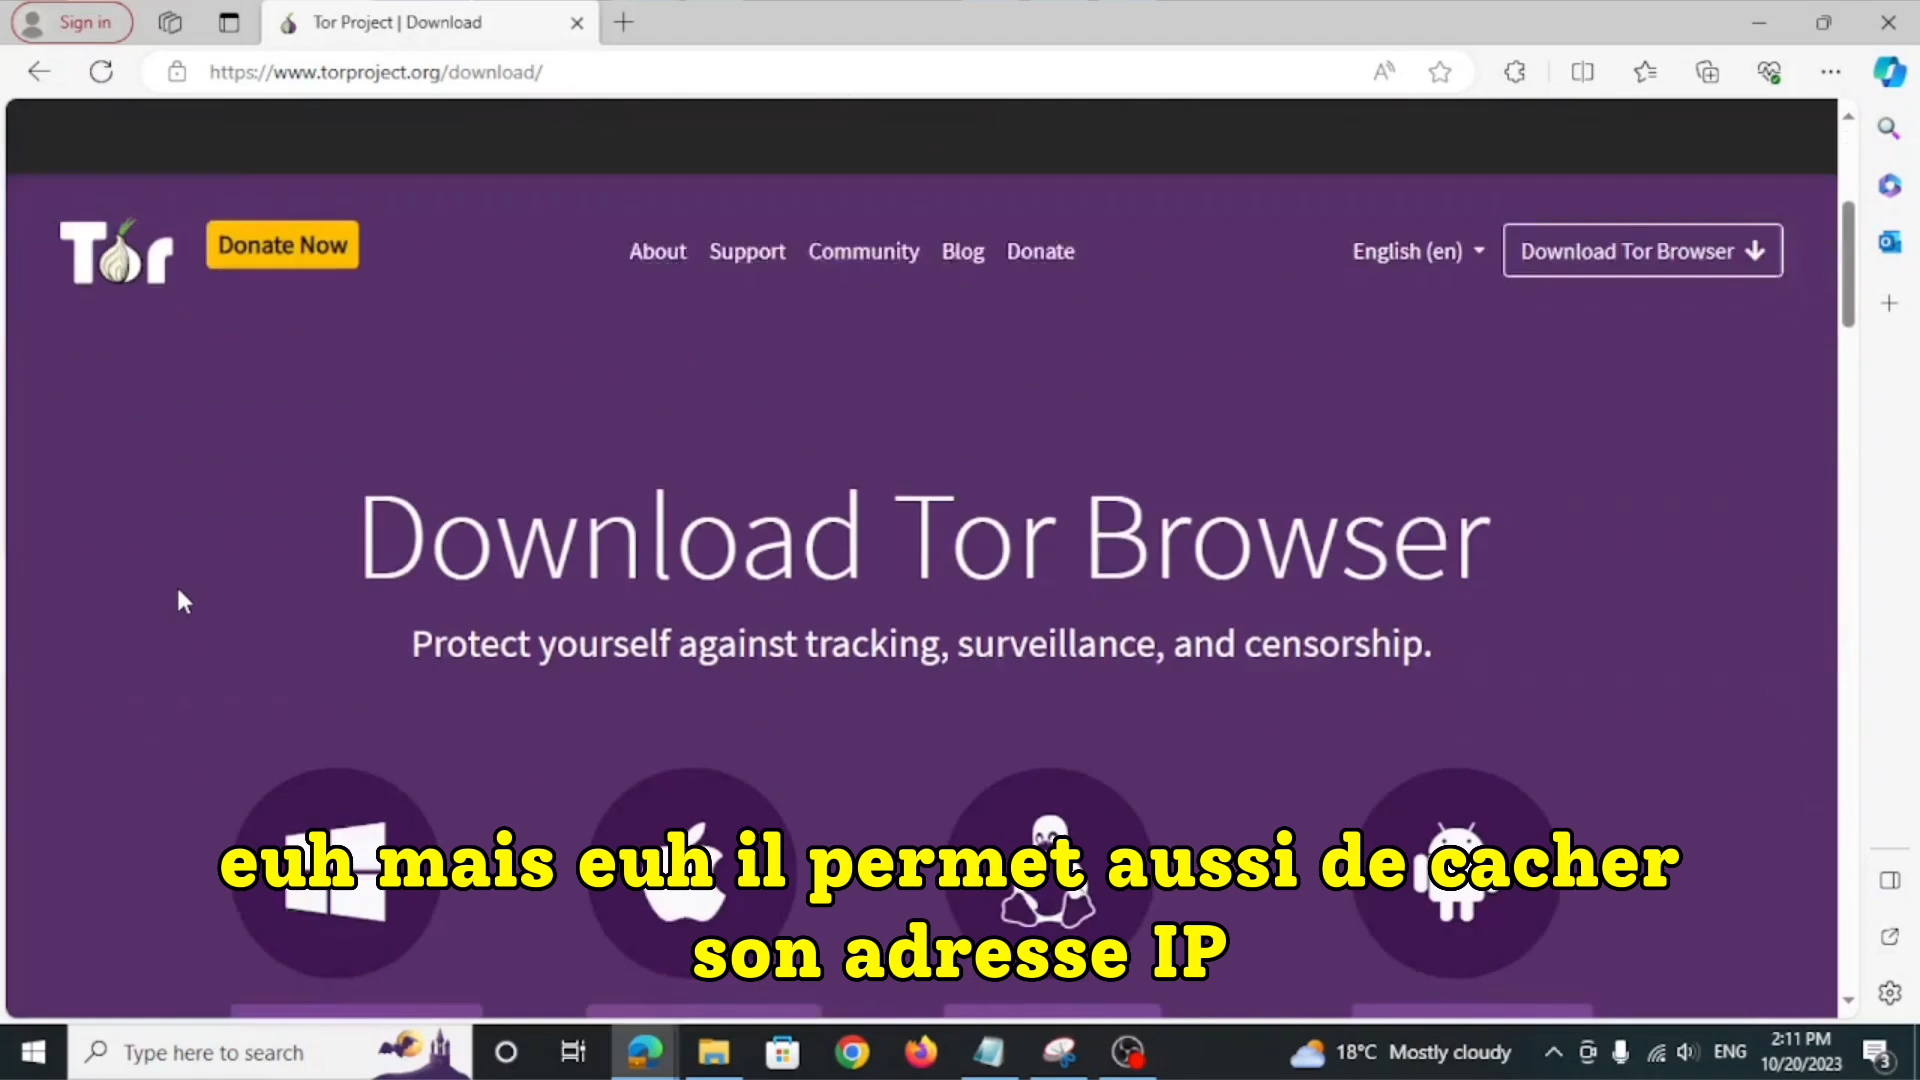 Sign in
Tor Project | Download
https://www.torproject.org/download/
Tor
Donate Now
About Support Community Blog Donate
English (en)
Download Tor Browser
Download Tor Browser
Protect yourself against tracking, surveillance, and censorship.
euh mais euh il permet aussi de cacher
son adresse IP
Type here to search
18°C Mostly cloudy
ENG
2:11 PM
10/20/2023
3